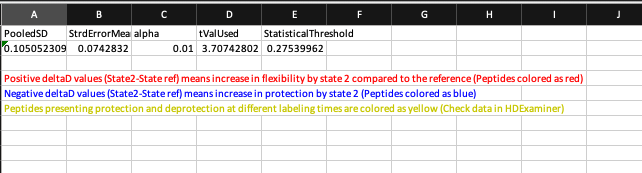 A B C D E F G H I J
PooledSD StrdErrorMea alpha tValUsed StatisticalThreshold
0.105052309 0.0742832 0.01 3.70742802 0.27539962
Positive deltaD values (State2-State ref) means increase in flexibility by state 2 compared to the reference (Peptides colored as red)
Negative deltaD values (State2-State ref) means increase in protection by state 2 (Peptides colored as blue)
Peptides presenting protection and deprotection at different labeling times are colored as yellow (Check data in HDExaminer)